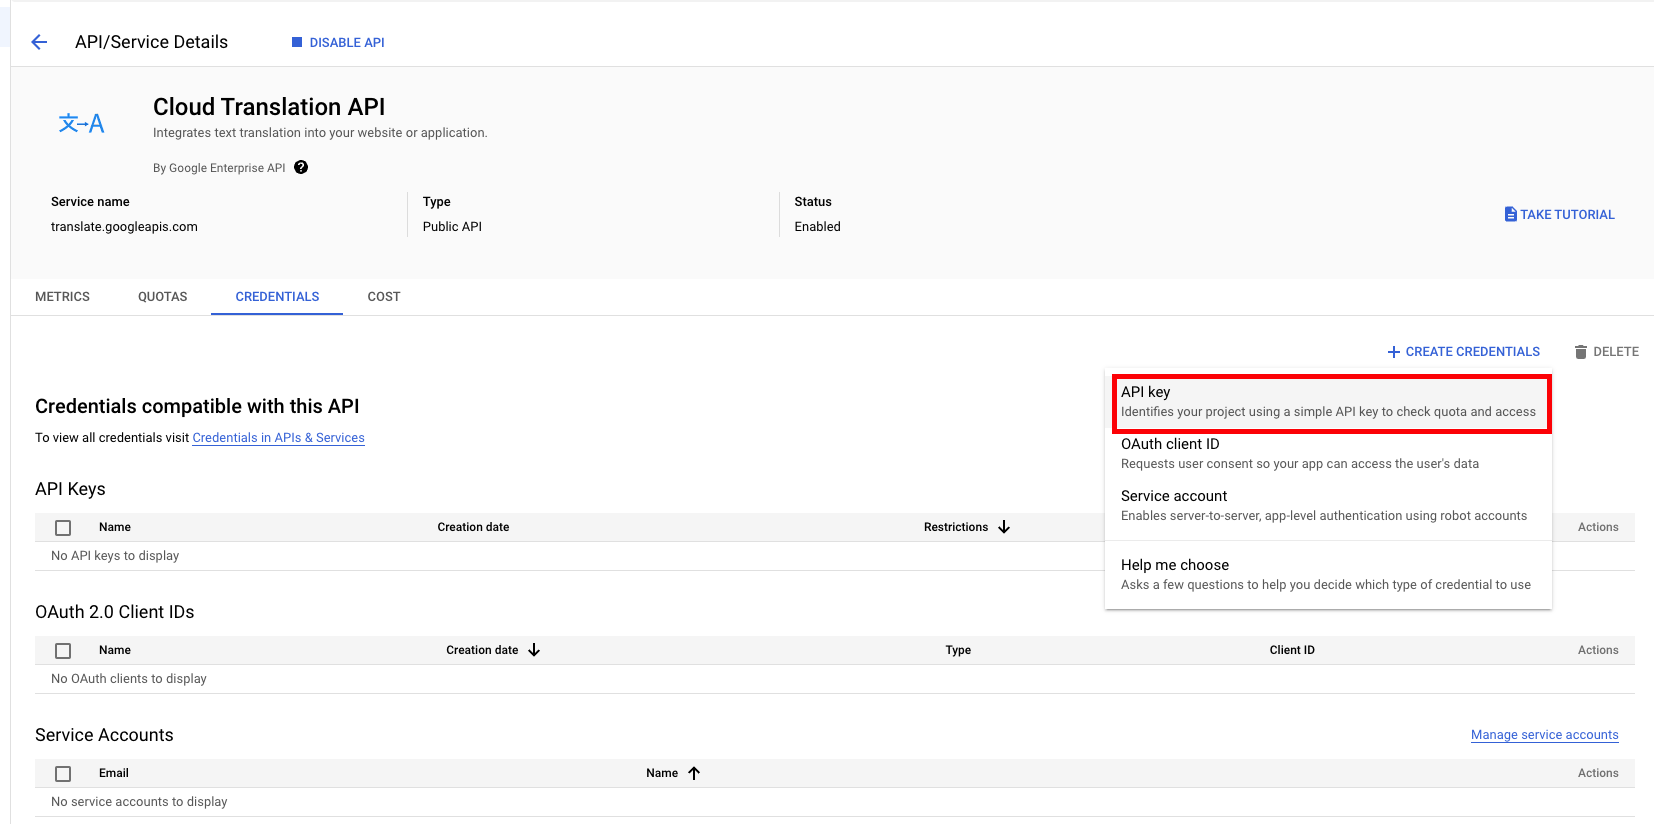 API/Service Details
DISABLE API
文→A
Cloud Translation API
Integrates text translation into your website or application.
By Google Enterprise API ?
Service name
translate.googleapis.com
Type
Public API
Status
Enabled
TAKE TUTORIAL
METRICS QUOTAS CREDENTIALS COST
+ CREATE CREDENTIALS DELETE
API key
Identifies your project using a simple API key to check quota and access
OAuth client ID
Requests user consent so your app can access the user's data
Service account
Enables server-to-server, app-level authentication using robot accounts
Help me choose
Asks a few questions to help you decide which type of credential to use
Credentials compatible with this API
To view all credentials visit Credentials in APIs & Services
API Keys
Name Creation date Restrictions Actions
No API keys to display
OAuth 2.0 Client IDs
Name Creation date Type Client ID Actions
No OAuth clients to display
Service Accounts
Manage service accounts
Email Name Actions
No service accounts to display